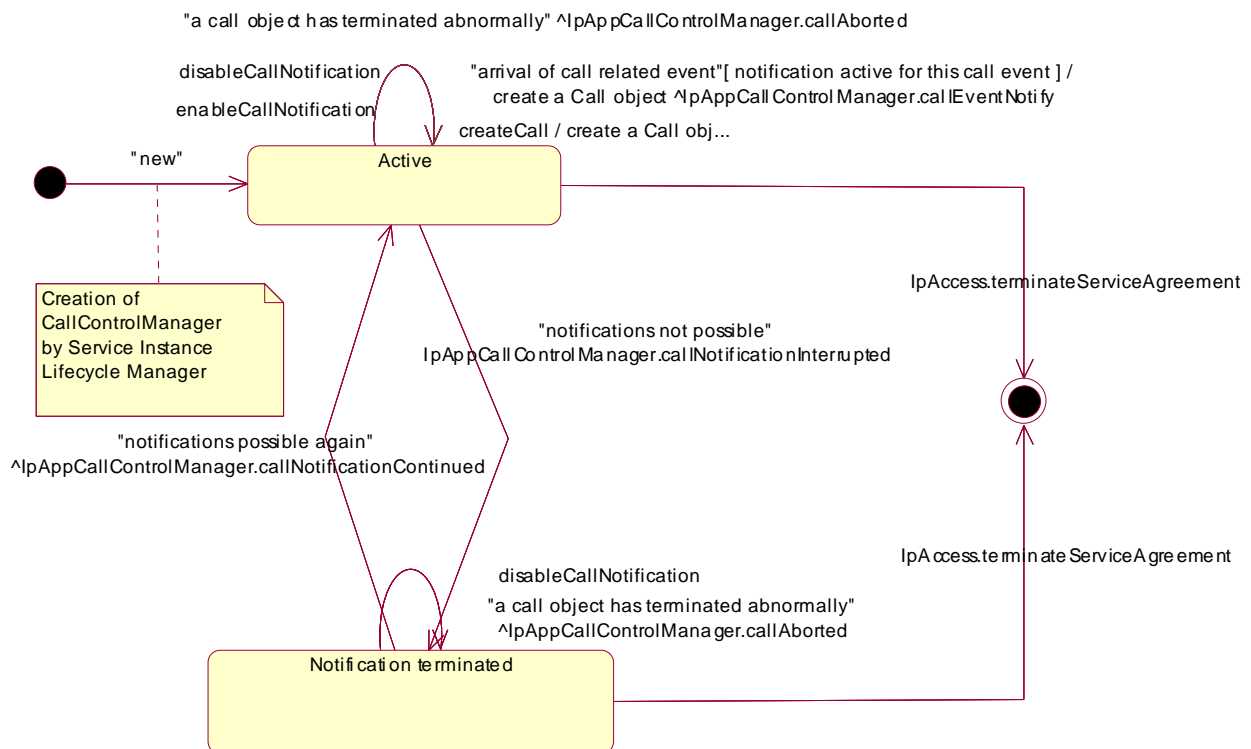 "a call object has terminated abnormally" ^IpAppCallControlManager.callAborted
disableCallNotification
"arrival of call related event"[ notification active for this call event ] /
enableCallNotification
create a Call object ^IpAppCallControlManager.callEventNotify
createCall / create a Call obj...
"new"
Active
Creation of
CallControlManager
by Service Instance
Lifecycle Manager
IpAccess.terminateServiceAgreement
"notifications not possible"
IpAppCallControlManager.callNotificationInterrupted
"notifications possible again"
^IpAppCallControlManager.callNotificationContinued
IpAccess.terminateServiceAgreement
disableCallNotification
"a call object has terminated abnormally"
^IpAppCallControlManager.callAborted
Notification terminated